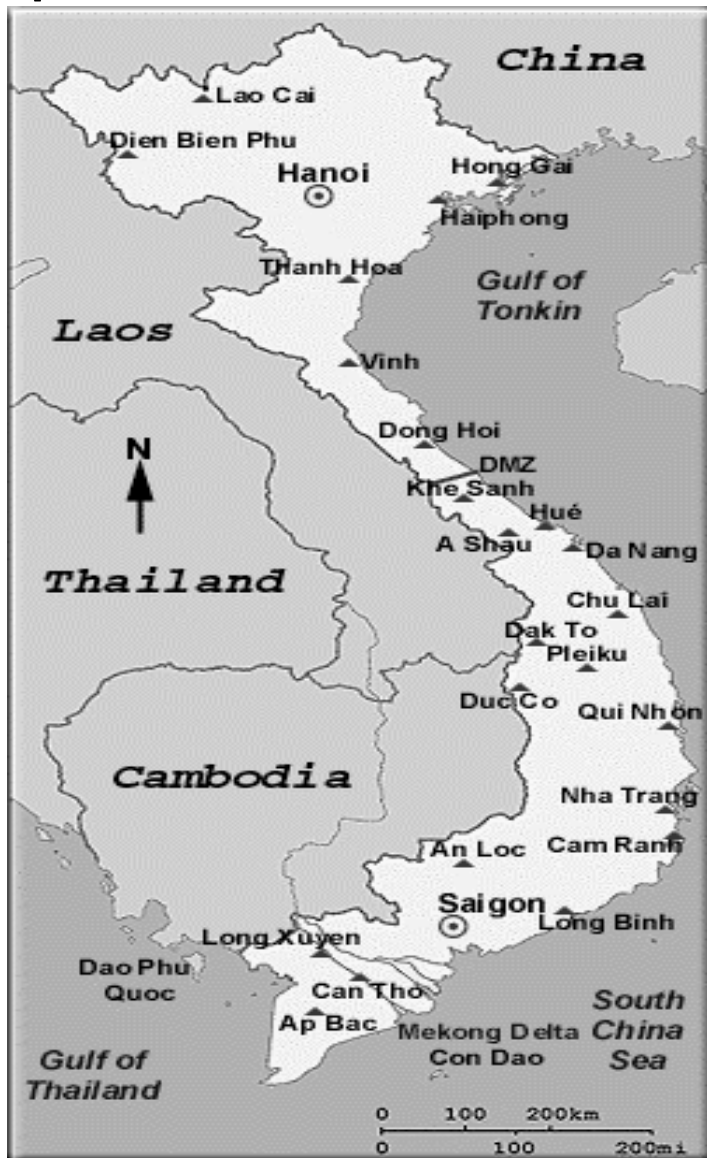 China
Lao Cai
Dien Bien Phu
Hanoi
Hong Gai
Haiphong
Thanh Hoa
Gulf of
Tonkin
Laos
Vinh
Dong Hoi
N
DMZ
Khe Sanh
Hué
A Shau
Da Nang
Thailand
Chu Lai
Dak To
Pleiku
Duc Co
Qui Nhon
Cambodia
Nha Trang
Cam Ranh
An Loc
Saigon
Long Binh
Long Xuyen
Dao Phu
Quoc
Can Tho
Ap Bac
South
China
Sea
Mekong Delta
Con Dao
Gulf of
Thailand
0 100 200km
0 100 200mi